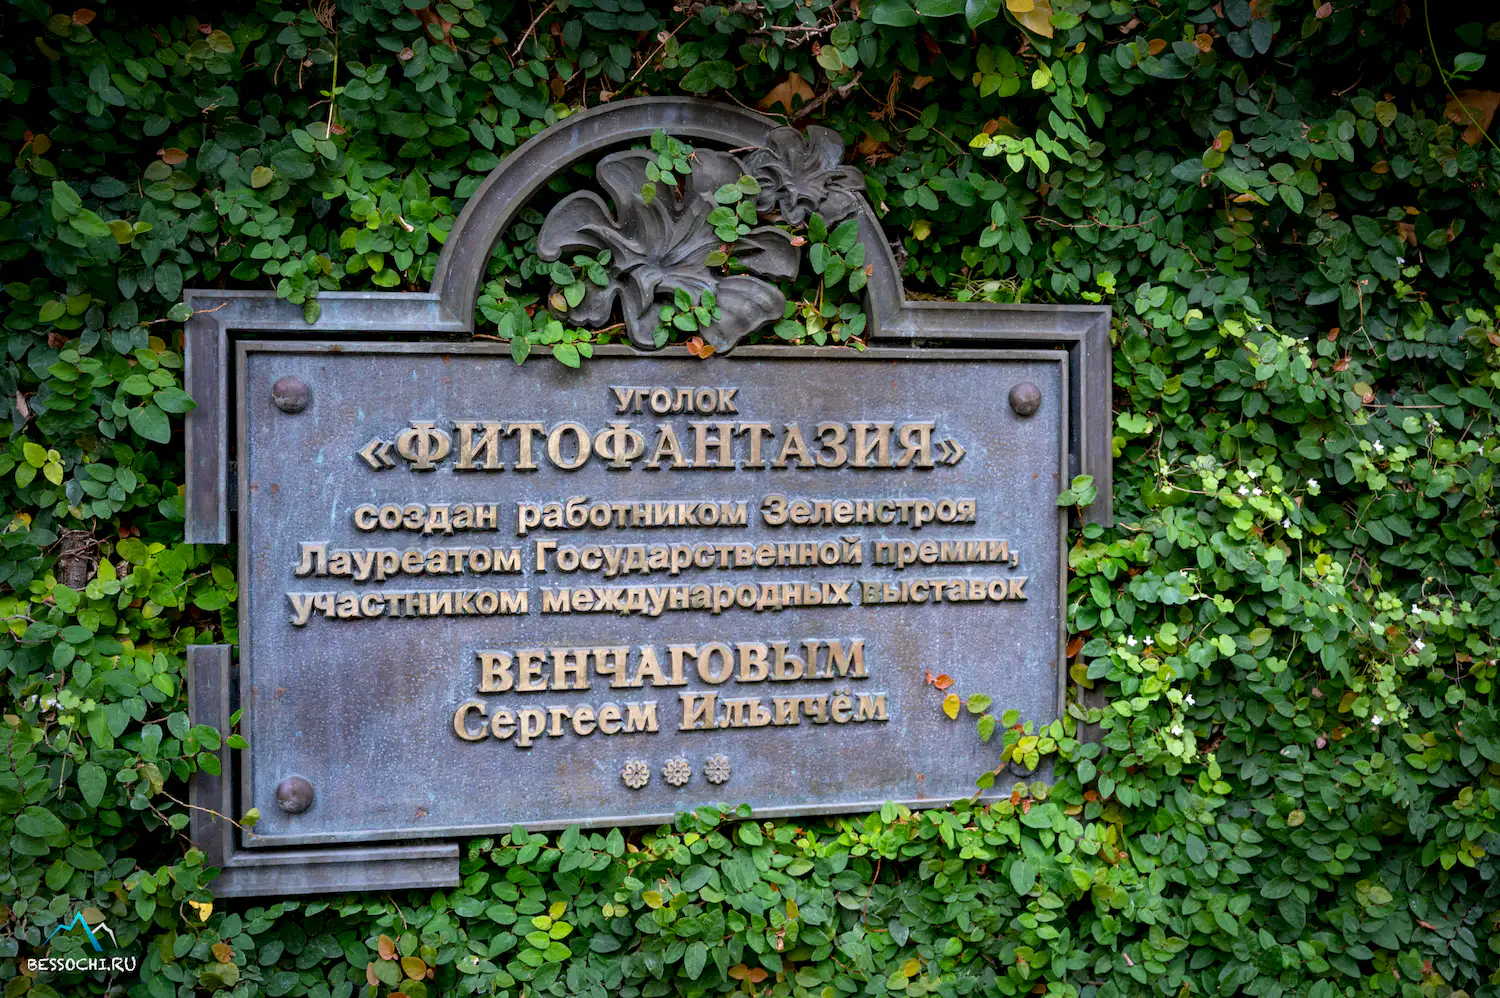 УГОЛОК
«ФИТОФАНТАЗИЯ»
создан работником Зеленстроя
Лауреатом Государственной премии,
участником международных выставок
ВЕНЧАГОВЫМ
Сергеем Ильичём
BESSOCHI.RU